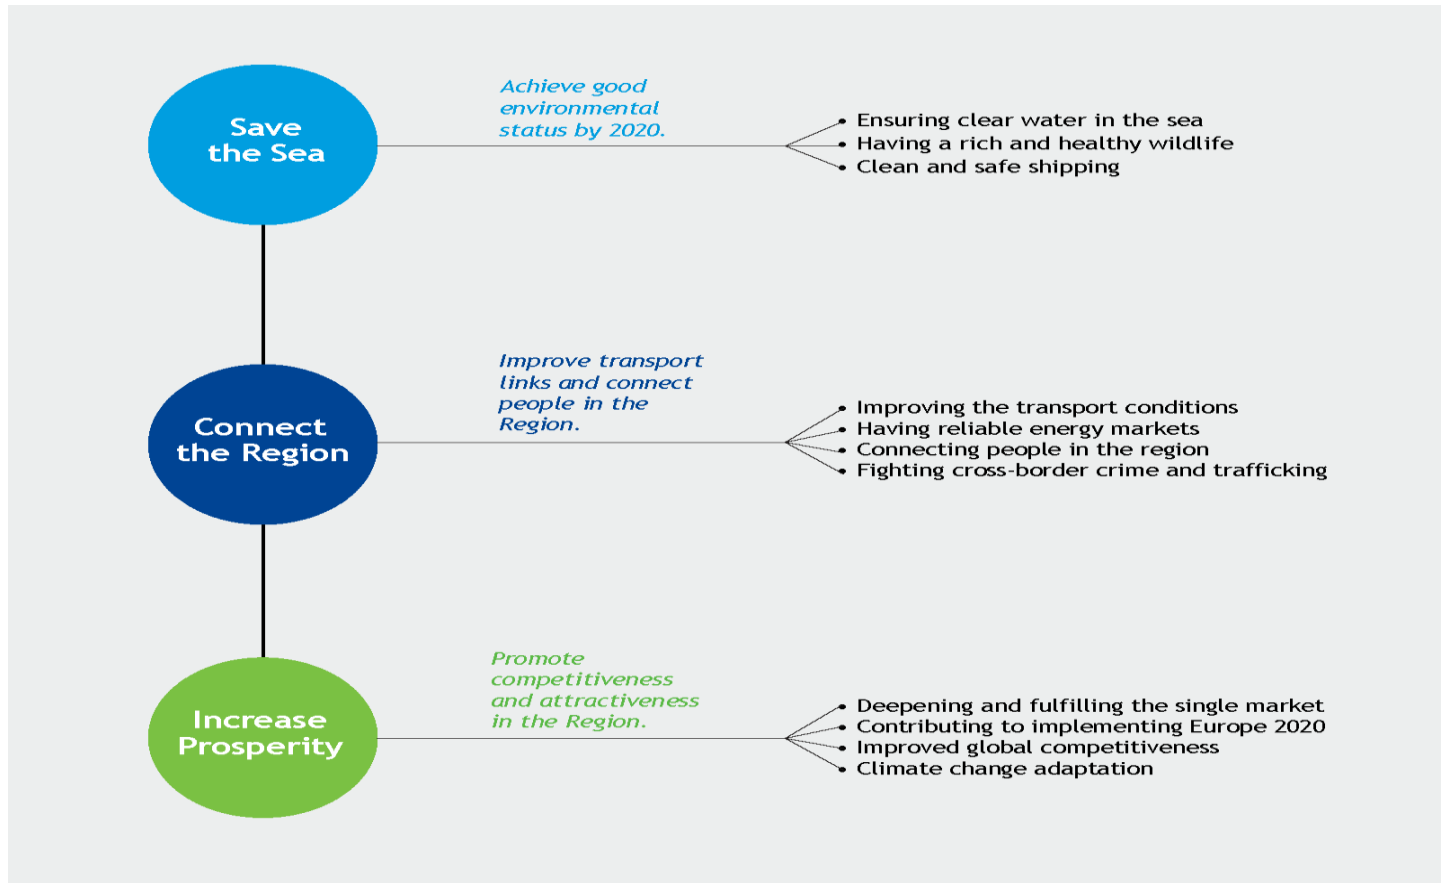 Save
the Sea
Achieve good
environmental
status by 2020.
Ensuring clear water in the sea
Having a rich and healthy wildlife
Clean and safe shipping
Connect
the Region
Improve transport
links and connect
people in the
Region.
Improving the transport conditions
Having reliable energy markets
Connecting people in the region
Fighting cross-border crime and trafficking
Increase
Prosperity
Promote
competitiveness
and attractiveness
in the Region.
Deepening and fulfilling the single market
Contributing to implementing Europe 2020
Improved global competitiveness
Climate change adaptation